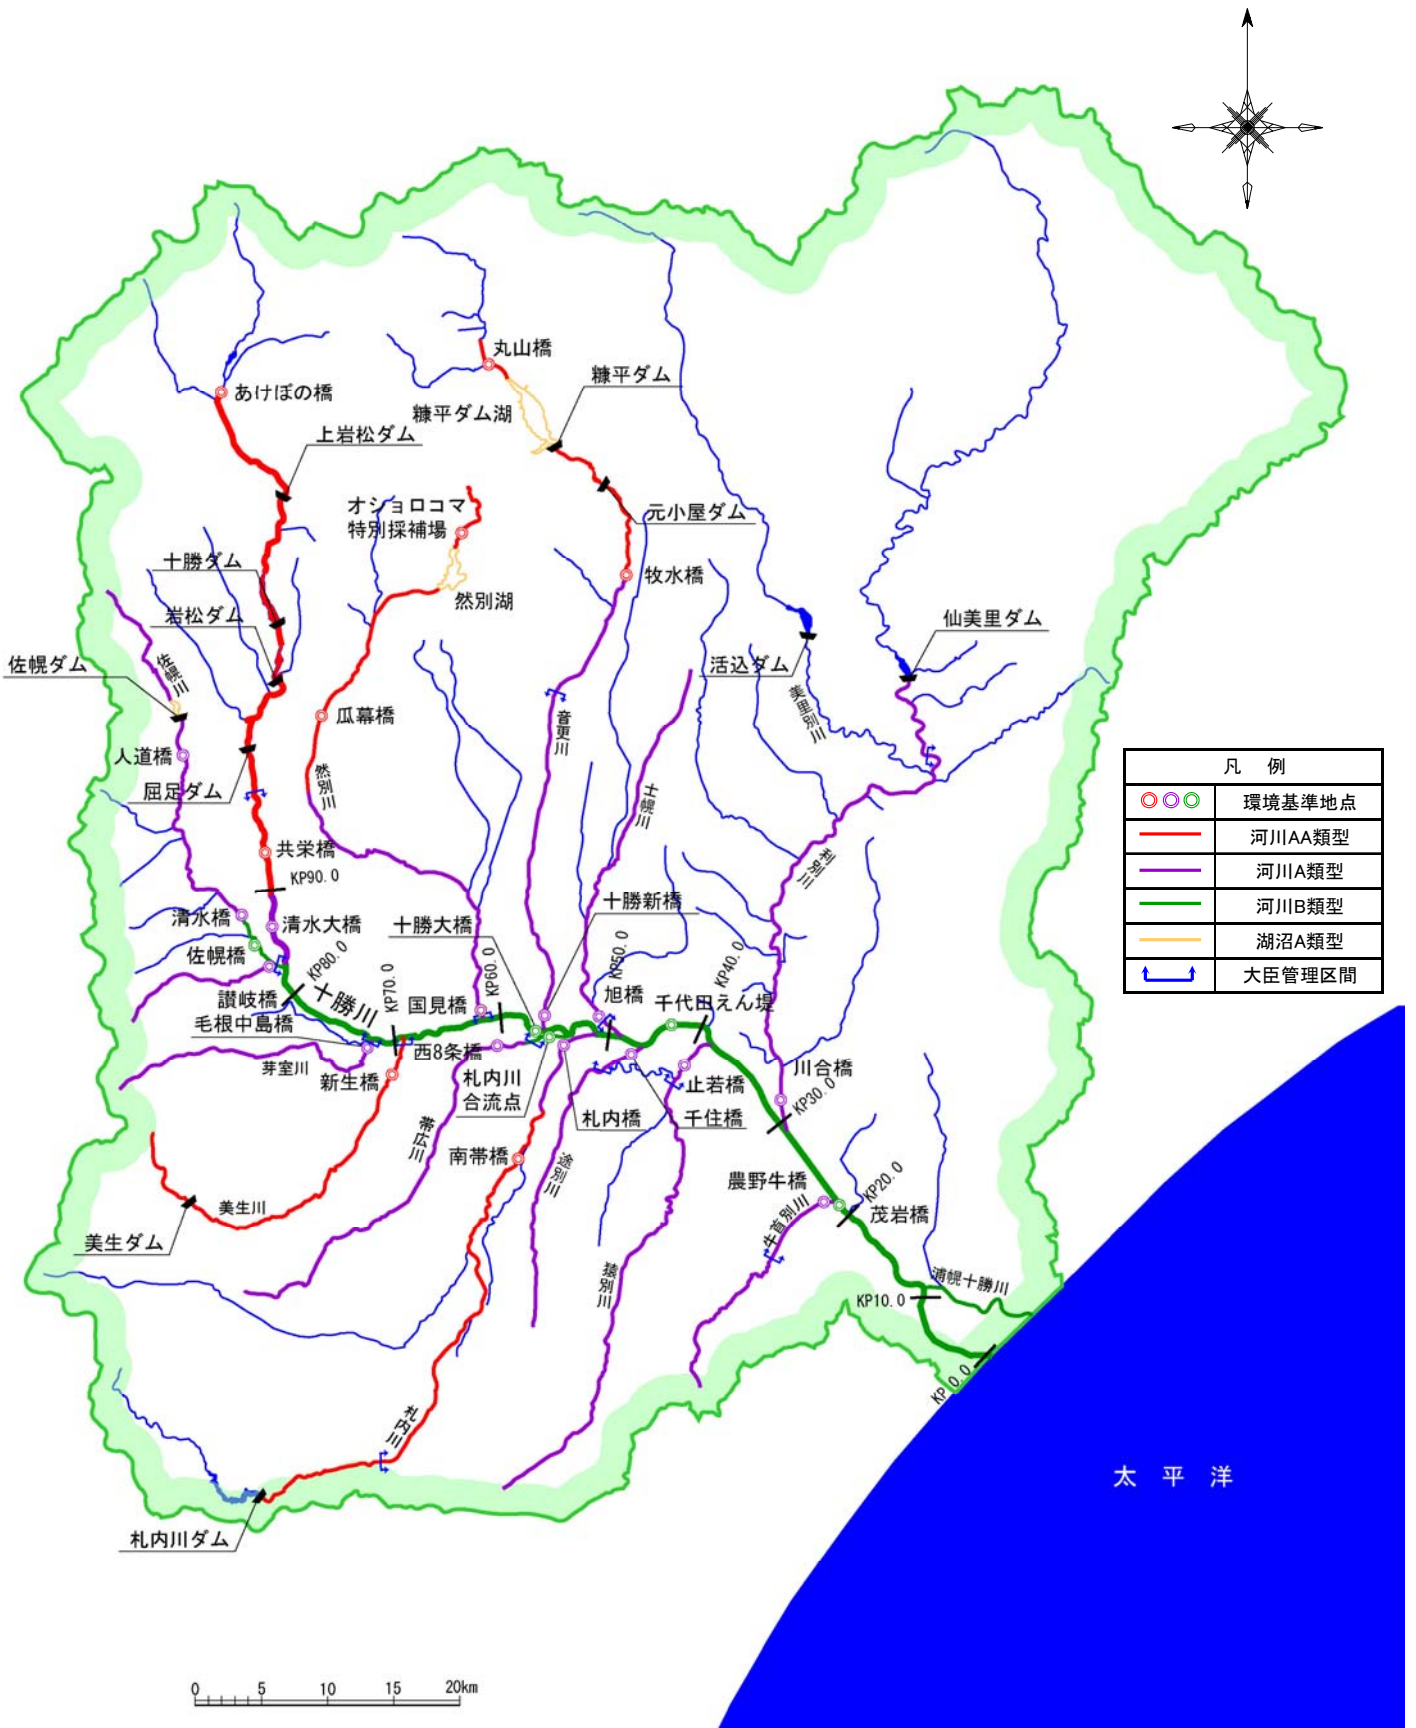 丸山橋
糠平ダム
あけぼの橋
糠平ダム湖
上岩松ダム
オショロコマ
特別採補場
元小屋ダム
十勝ダム
牧水橋
然別湖
岩松ダム
仙美里ダム
佐幌ダム
佐幌川
活込ダム
美里別川
瓜幕橋
音更川
人道橋
然別川
屈足ダム
士幌川
凡 例
環境基準地点
河川AA類型
河川A類型
河川B類型
湖沼A類型
大臣管理区間
共栄橋
利別川
KP90.0
清水橋
清水大橋
十勝大橋
十勝新橋
佐幌橋
KP80.0
KP70.0
KP60.0
KP50.0
KP40.0
讃岐橋
十勝川
国見橋
旭橋
千代田えん堤
毛根中島橋
西8条橋
芽室川
新生橋
札内川
合流点
止若橋
川合橋
KP30.0
札内橋
千住橋
帯広川
南帯橋
途別川
農野牛橋
KP20.0
美生川
牛首別川
茂岩橋
美生ダム
猿別川
浦幌十勝川
KP10.0
KP 0.0
札内川
太 平 洋
札内川ダム
0 5 10 15 20km